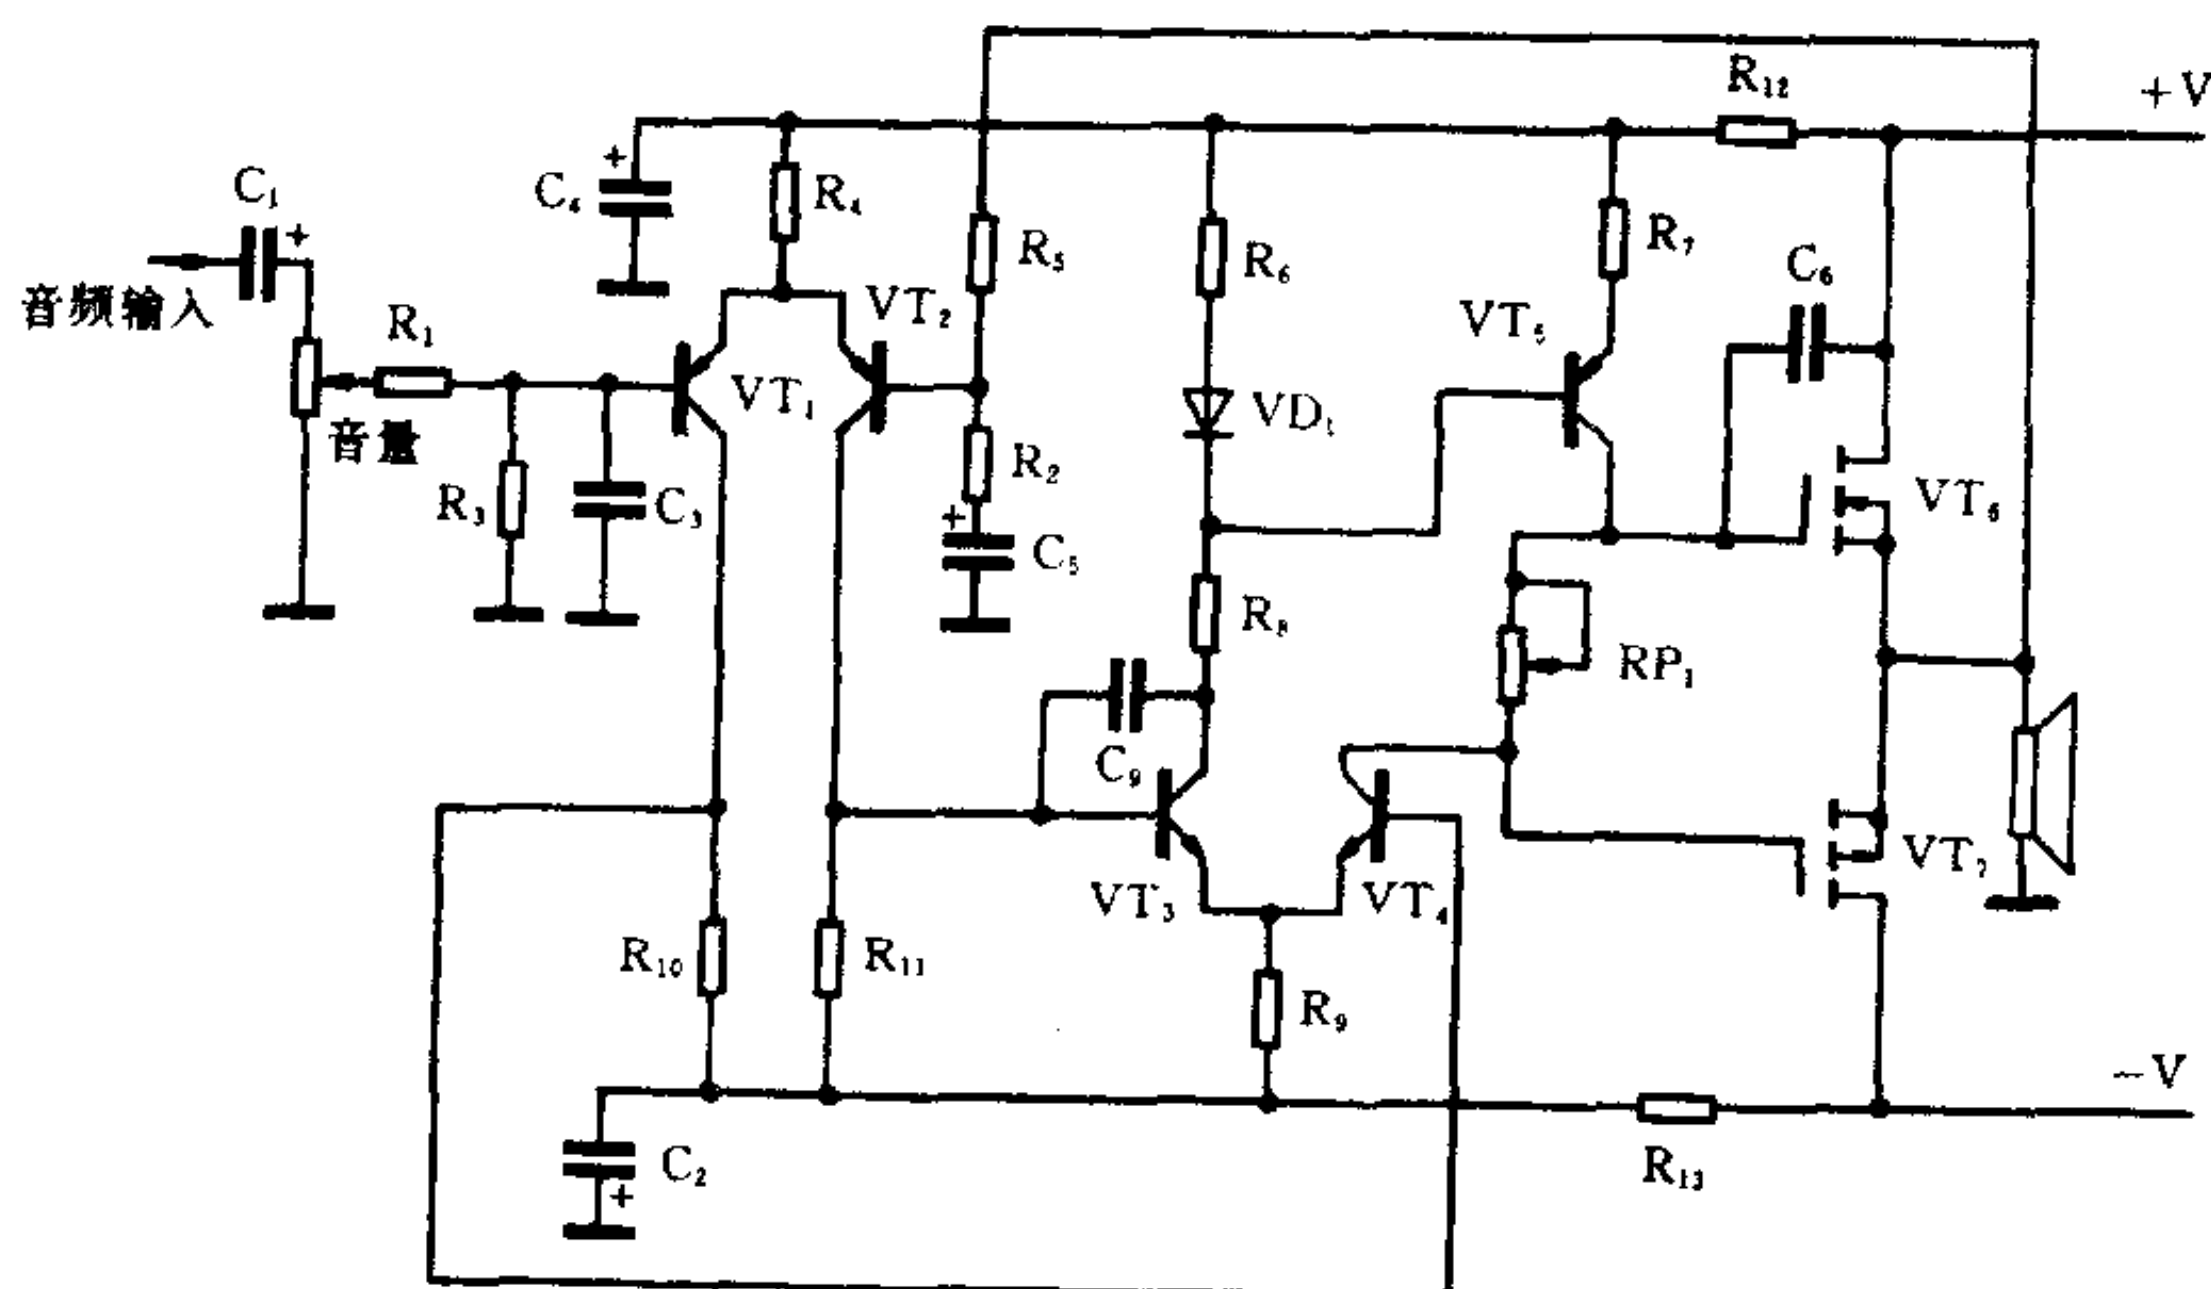 R₁₂
+V
C₁
+
音频输入
音量
R₁
R₃
C₃
+
C₄
R₄
VT₁
VT₂
R₅
R₂
+
C₅
R₆
VD₁
R₈
C₉
VT₃
VT₄
R₉
VT₅
R₇
C₆
VT₆
RP₁
VT₇
R₁₀
R₁₁
C₂
+
R₁₃
−V